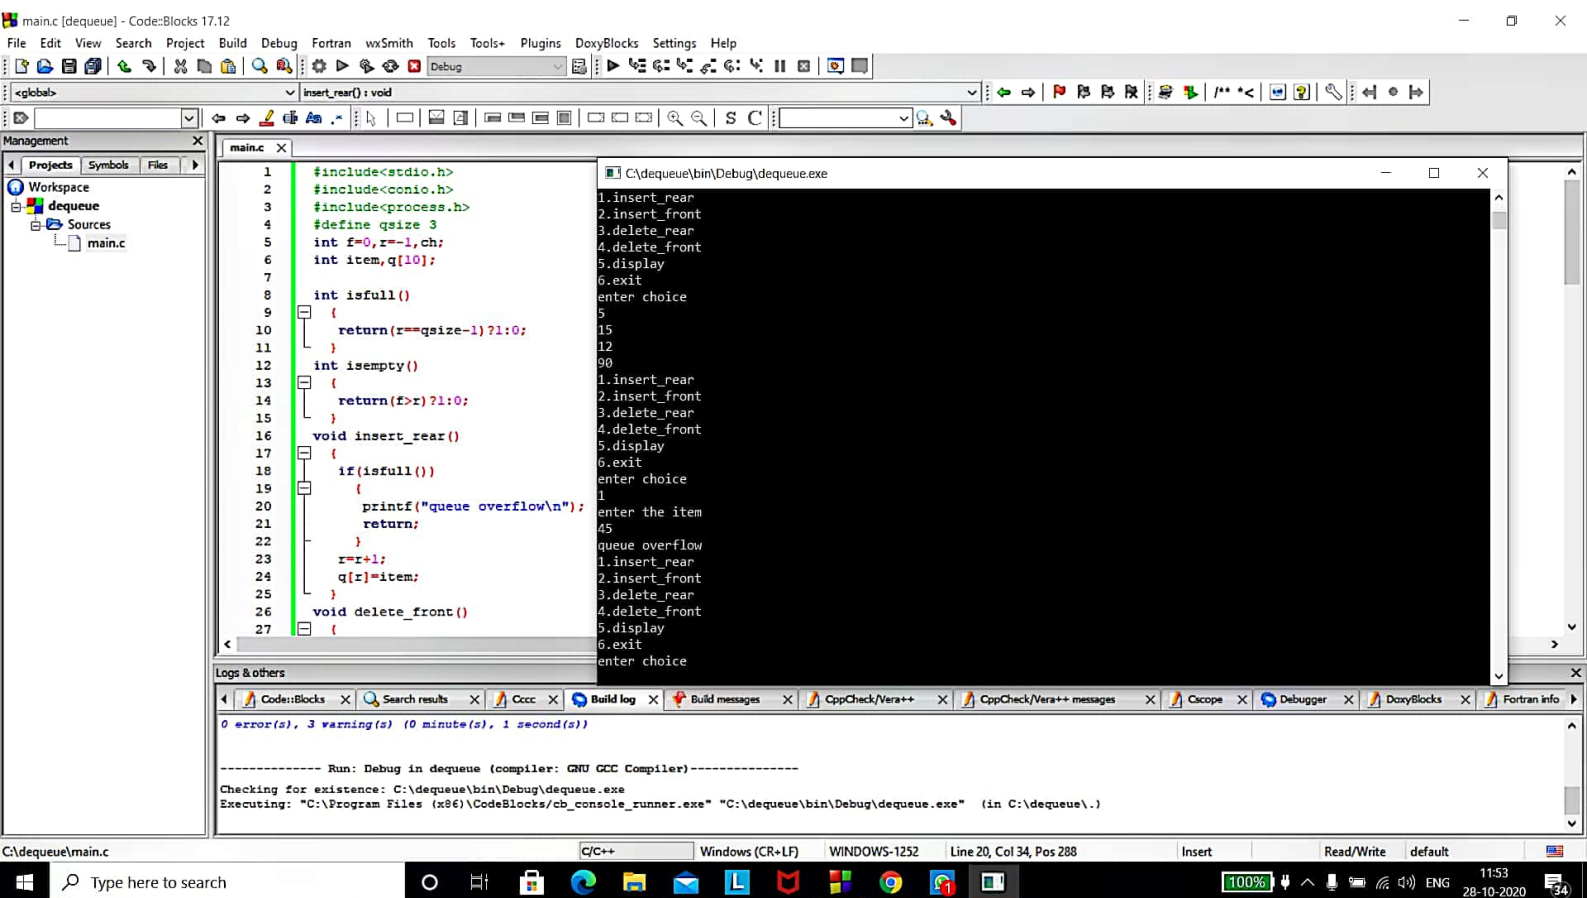 main.c [dequeue] - Code::Blocks 17.12
File Edit View Search Project Build Debug Fortran wxSmith Tools Tools+ Plugins DoxyBlocks Settings Help
Debug
<global> insert_rear() : void
/** *<
S C
Management
main.c
Projects Symbols Files
Workspace
dequeue
Sources
main.c
1 #include<stdio.h>
2 #include<conio.h>
3 #include<process.h>
4 #define qsize 3
5 int f=0,r=-1,ch;
6 int item,q[10];
7
8 int isfull()
9 {
10 return(r==qsize-1)?1:0;
11 }
12 int isempty()
13 {
14 return(f>r)?1:0;
15 }
16 void insert_rear()
17 {
18 if(isfull())
19 {
20 printf("queue overflow\n");
21 return;
22 }
23 r=r+1;
24 q[r]=item;
25 }
26 void delete_front()
27 {
C:\dequeue\bin\Debug\dequeue.exe
1.insert_rear
2.insert_front
3.delete_rear
4.delete_front
5.display
6.exit
enter choice
5
15
12
90
1.insert_rear
2.insert_front
3.delete_rear
4.delete_front
5.display
6.exit
enter choice
1
enter the item
45
queue overflow
1.insert_rear
2.insert_front
3.delete_rear
4.delete_front
5.display
6.exit
enter choice
Logs & others
Code::Blocks Search results Cccc Build log Build messages CppCheck/Vera++ CppCheck/Vera++ messages Cscope Debugger DoxyBlocks Fortran info
0 error(s), 3 warning(s) (0 minute(s), 1 second(s))
-------------- Run: Debug in dequeue (compiler: GNU GCC Compiler)---------------
Checking for existence: C:\dequeue\bin\Debug\dequeue.exe
Executing: "C:\Program Files (x86)\CodeBlocks/cb_console_runner.exe" "C:\dequeue\bin\Debug\dequeue.exe" (in C:\dequeue\.)
C:\dequeue\main.c C/C++ Windows (CR+LF) WINDOWS-1252 Line 20, Col 34, Pos 288 Insert Read/Write default
Type here to search
L
1
100%
ENG
11:53
28-10-2020
34